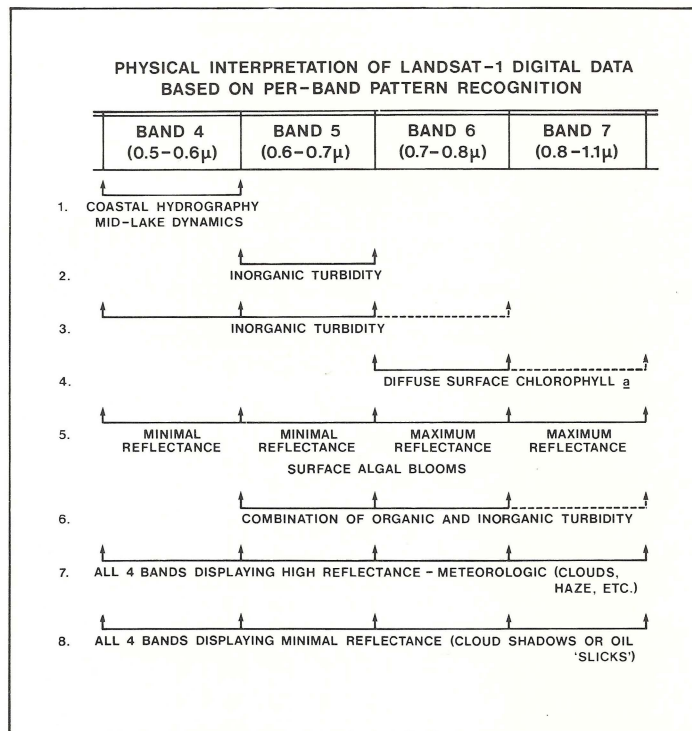 PHYSICAL INTERPRETATION OF LANDSAT-1 DIGITAL DATA
BASED ON PER-BAND PATTERN RECOGNITION
BAND 4 BAND 5 BAND 6 BAND 7
(0.5-0.6μ) (0.6-0.7μ) (0.7-0.8μ) (0.8-1.1μ)
1. COASTAL HYDROGRAPHY
MID-LAKE DYNAMICS
2. INORGANIC TURBIDITY
3. INORGANIC TURBIDITY
4. DIFFUSE SURFACE CHLOROPHYLL a
5. MINIMAL MINIMAL MAXIMUM MAXIMUM
REFLECTANCE REFLECTANCE REFLECTANCE REFLECTANCE
SURFACE ALGAL BLOOMS
6. COMBINATION OF ORGANIC AND INORGANIC TURBIDITY
7. ALL 4 BANDS DISPLAYING HIGH REFLECTANCE - METEOROLOGIC (CLOUDS,
HAZE, ETC.)
8. ALL 4 BANDS DISPLAYING MINIMAL REFLECTANCE (CLOUD SHADOWS OR OIL
'SLICKS')